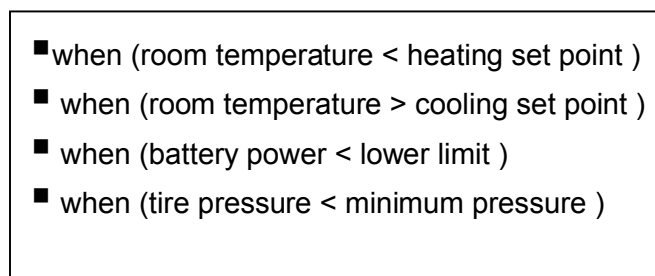 ▪when (room temperature < heating set point )
▪ when (room temperature > cooling set point )
▪ when (battery power < lower limit )
▪ when (tire pressure < minimum pressure )